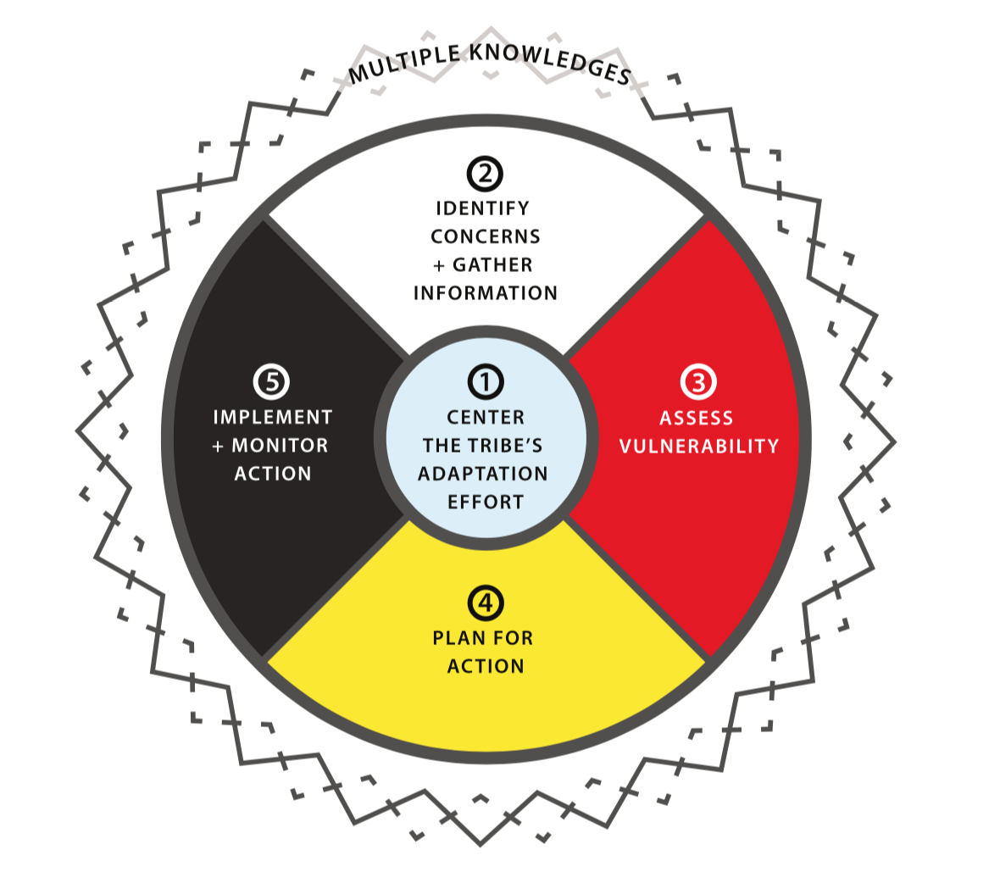 MULTIPLE KNOWLEDGES
2
IDENTIFY
CONCERNS
+ GATHER
INFORMATION
5
IMPLEMENT
+ MONITOR
ACTION
1
CENTER
THE TRIBE'S
ADAPTATION
EFFORT
3
ASSESS
VULNERABILITY
4
PLAN FOR
ACTION